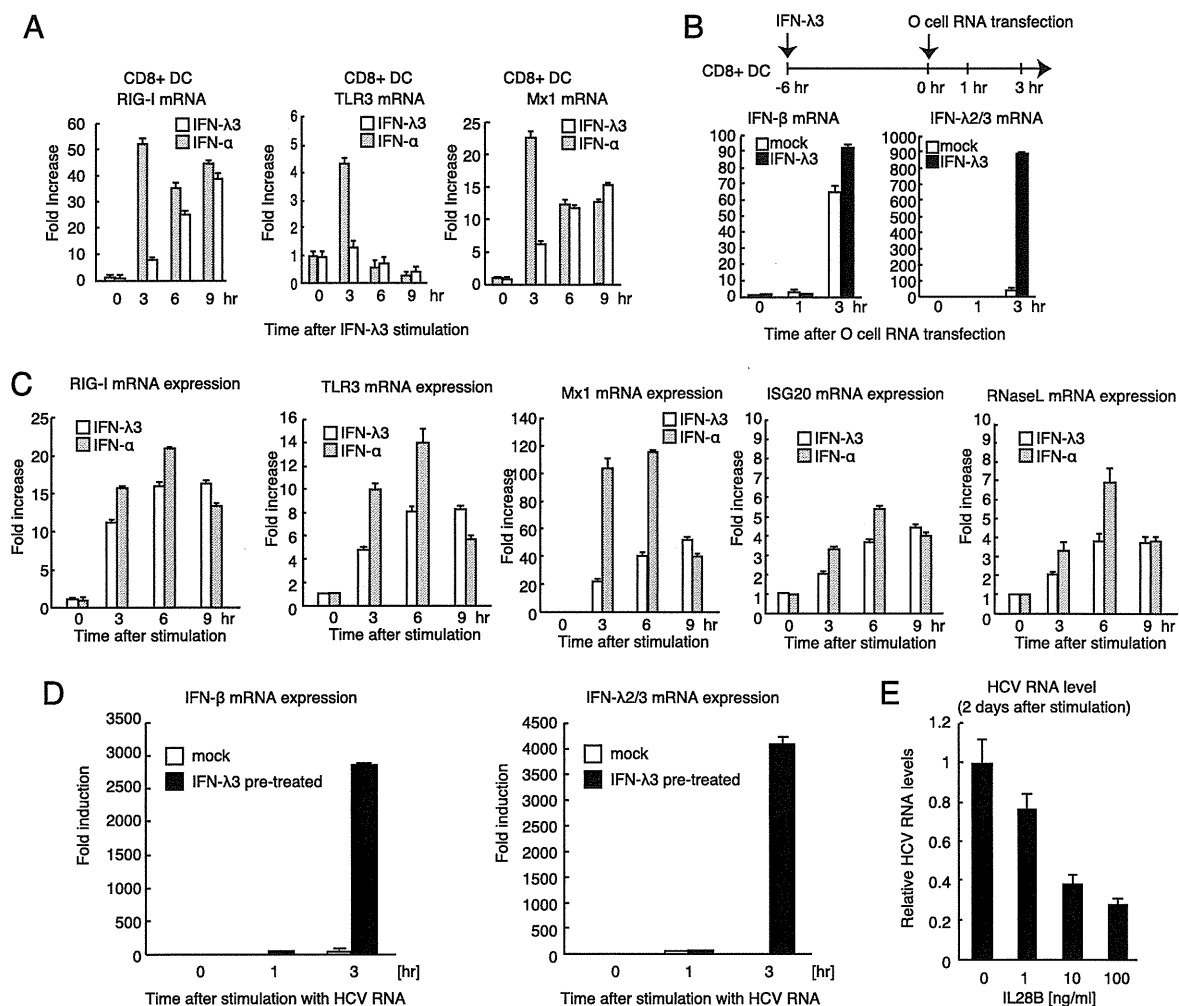 A
CD8+ DC
RIG-I mRNA
IFN-λ3
IFN-α
Fold Increase
60
50
40
30
20
10
0
0 3 6 9 hr
CD8+ DC
TLR3 mRNA
IFN-λ3
IFN-α
Fold Increase
6
5
4
3
2
1
0
0 3 6 9 hr
CD8+ DC
Mx1 mRNA
IFN-λ3
IFN-α
Fold Increase
25
20
15
10
5
0
0 3 6 9 hr
Time after IFN-λ3 stimulation
B
IFN-λ3
O cell RNA transfection
CD8+ DC
-6 hr 0 hr 1 hr 3 hr
IFN-β mRNA
mock
IFN-λ3
100
90
80
70
60
50
40
30
20
10
0
0 1 3 hr
IFN-λ2/3 mRNA
mock
IFN-λ3
1000
900
800
700
600
500
400
300
200
100
0
0 1 3 hr
Time after O cell RNA transfection
C
RIG-I mRNA expression
IFN-λ3
IFN-α
Fold increase
25
20
15
10
5
0
0 3 6 9 hr
Time after stimulation
TLR3 mRNA expression
IFN-λ3
IFN-α
Fold increase
16
14
12
10
8
6
4
2
0
0 3 6 9 hr
Time after stimulation
Mx1 mRNA expression
IFN-λ3
IFN-α
Fold increase
140
120
100
80
60
40
20
0
0 3 6 9 hr
Time after stimulation
ISG20 mRNA expression
IFN-λ3
IFN-α
Fold increase
10
9
8
7
6
5
4
3
2
1
0
0 3 6 9 hr
Time after stimulation
RNaseL mRNA expression
IFN-λ3
IFN-α
Fold increase
10
9
8
7
6
5
4
2
1
0
0 3 6 9 hr
Time after stimulation
D
IFN-β mRNA expression
mock
IFN-λ3 pre-treated
Fold induction
3500
3000
2500
2000
1500
1000
500
0
0 1 3 [hr]
Time after stimulation with HCV RNA
IFN-λ2/3 mRNA expression
mock
IFN-λ3 pre-treated
Fold induction
4500
4000
3500
3000
2500
2000
1500
1000
500
0
0 1 3 [hr]
Time after stimulation with HCV RNA
E
HCV RNA level
(2 days after stimulation)
Relative HCV RNA levels
1.2
1
0.8
0.6
0.4
0.2
0
0 1 10 100
IL28B [ng/ml]